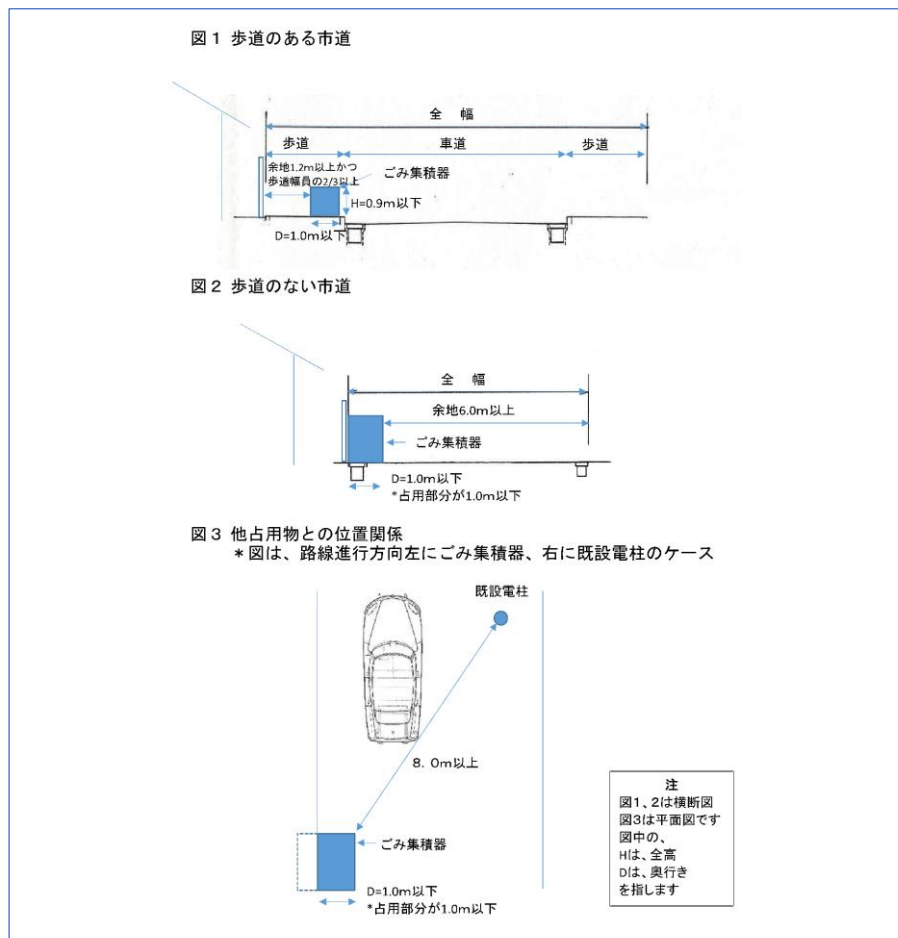 図1 歩道のある市道
全 幅
歩道
車道
歩道
余地1.2m以上かつ
歩道幅員の2/3以上
ごみ集積器
H=0.9m以下
D=1.0m以下
図2 歩道のない市道
全 幅
余地6.0m以上
ごみ集積器
D=1.0m以下
*占用部分が1.0m以下
図3 他占用物との位置関係
*図は、路線進行方向左にごみ集積器、右に既設電柱のケース
既設電柱
8.0m以上
ごみ集積器
D=1.0m以下
*占用部分が1.0m以下
注
図1、2は横断図
図3は平面図です
図中の、
Hは、全高
Dは、奥行き
を指します